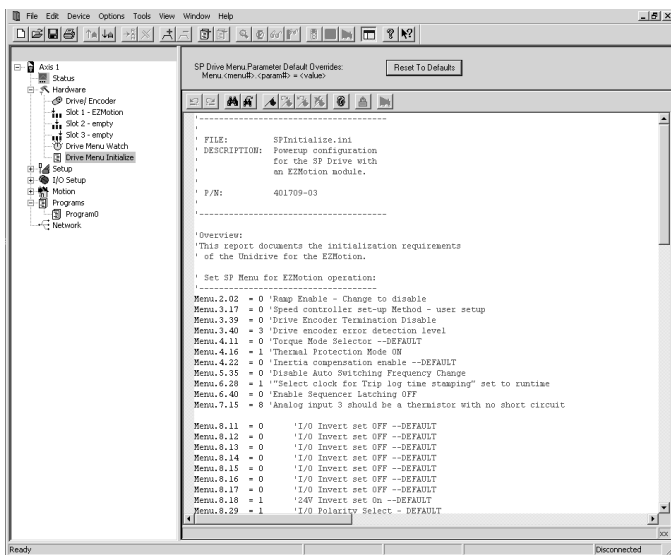 File Edit Device Options Tools View Window Help
Axis 1
Status
Hardware
Drive/ Encoder
Slot 1 - EZMotion
Slot 2 - empty
Slot 3 - empty
Drive Menu Watch
Drive Menu Initialize
Setup
I/O Setup
Motion
Programs
Program0
Network
SP Drive Menu.Parameter Default Overrides:
Menu.<menu#>.<param#> = <value>
Reset To Defaults
'------------------------------------
'
' FILE:        SPInitialize.ini
' DESCRIPTION: Powerup configuration
'              for the SP Drive with
'              an EZMotion module.
'
' P/N:         401709-03
'
'------------------------------------
'Overview:
'This report documents the initialization requirements
' of the Unidrive for the EZMotion.
' Set SP Menu for EZMotion operation:
'----------------------------------
Menu.2.02 = 0 'Ramp Enable - Change to disable
Menu.3.17 = 0 'Speed controller set-up Method - user setup
Menu.3.39 = 0 'Drive Encoder Termination Disable
Menu.3.40 = 3 'Drive encoder error detection level
Menu.4.11 = 0 'Torque Mode Selector --DEFAULT
Menu.4.16 = 1 'Thermal Protection Mode ON
Menu.4.22 = 0 'Inertia compensation enable --DEFAULT
Menu.5.35 = 0 'Disable Auto Switching Frequency Change
Menu.6.28 = 1 '"Select clock for Trip log time stamping" set to runtime
Menu.6.40 = 0 'Enable Sequencer Latching OFF
Menu.7.15 = 8 'Analog input 3 should be a thermistor with no short circuit
Menu.8.11 = 0     'I/O Invert set OFF --DEFAULT
Menu.8.12 = 0     'I/O Invert set OFF --DEFAULT
Menu.8.13 = 0     'I/O Invert set OFF --DEFAULT
Menu.8.14 = 0     'I/O Invert set OFF --DEFAULT
Menu.8.15 = 0     'I/O Invert set OFF --DEFAULT
Menu.8.16 = 0     'I/O Invert set OFF --DEFAULT
Menu.8.17 = 0     'I/O Invert set OFF --DEFAULT
Menu.8.18 = 1     '24V Invert set On --DEFAULT
Menu.8.29 = 1     'I/O Polarity Select - DEFAULT
Ready
Disconnected